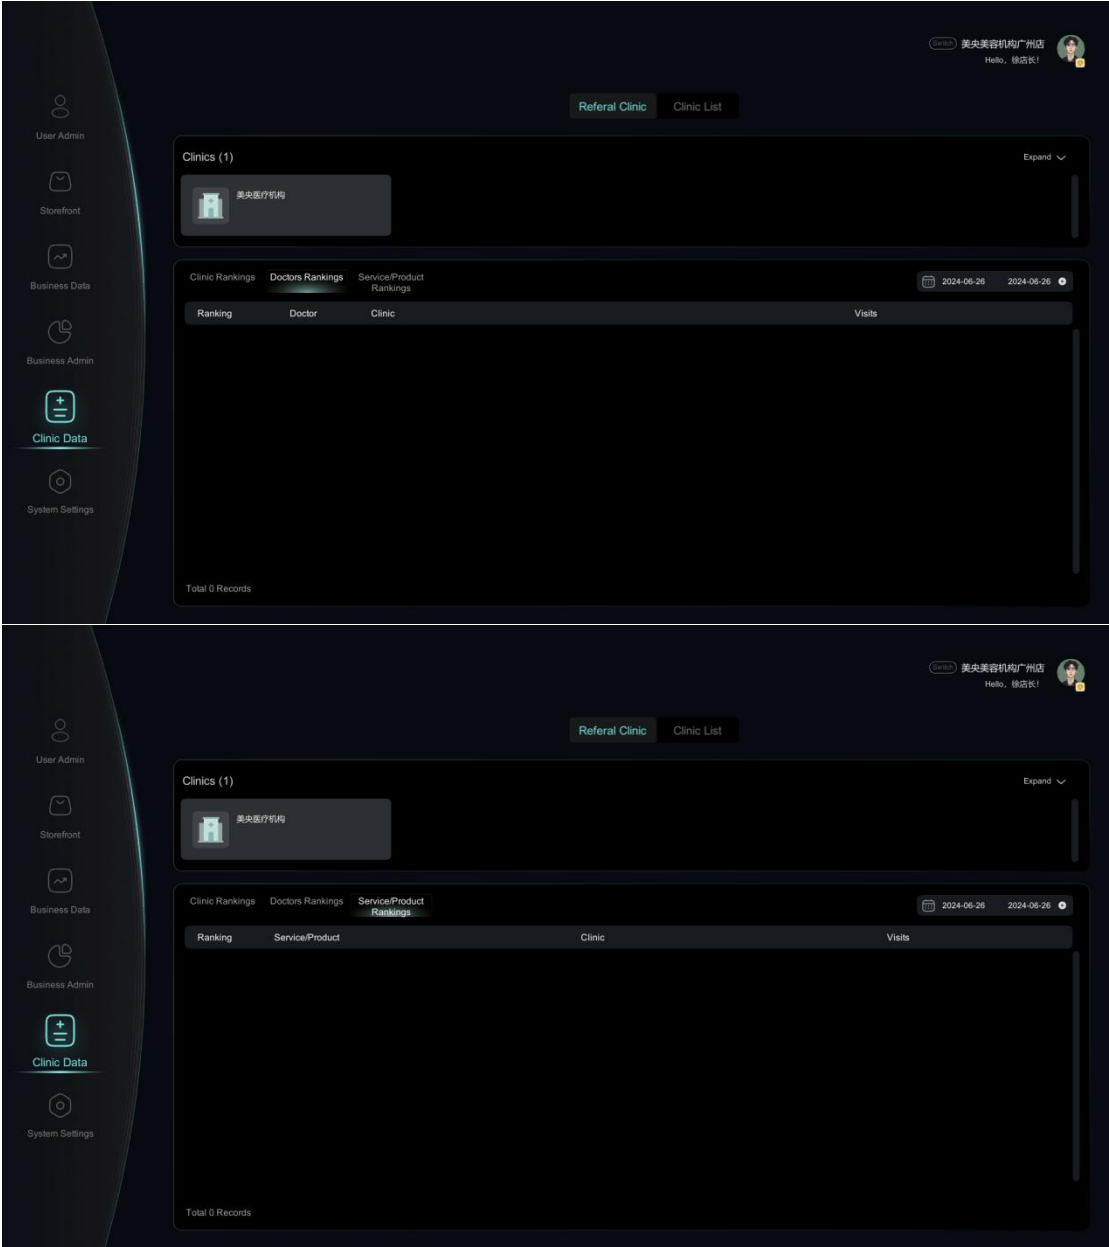 Switch 美央美容机构广州店
Hello, 徐店长!
User Admin
Storefront
Business Data
Business Admin
Clinic Data
System Settings
Referal Clinic Clinic List
Clinics (1) Expand
美央医疗机构
Clinic Rankings Doctors Rankings Service/Product
Rankings
2024-06-26 2024-06-26
Ranking Doctor Clinic Visits
Total 0 Records
Switch 美央美容机构广州店
Hello, 徐店长!
User Admin
Storefront
Business Data
Business Admin
Clinic Data
System Settings
Referal Clinic Clinic List
Clinics (1) Expand
美央医疗机构
Clinic Rankings Doctors Rankings Service/Product
Rankings
2024-06-26 2024-06-26
Ranking Service/Product Clinic Visits
Total 0 Records